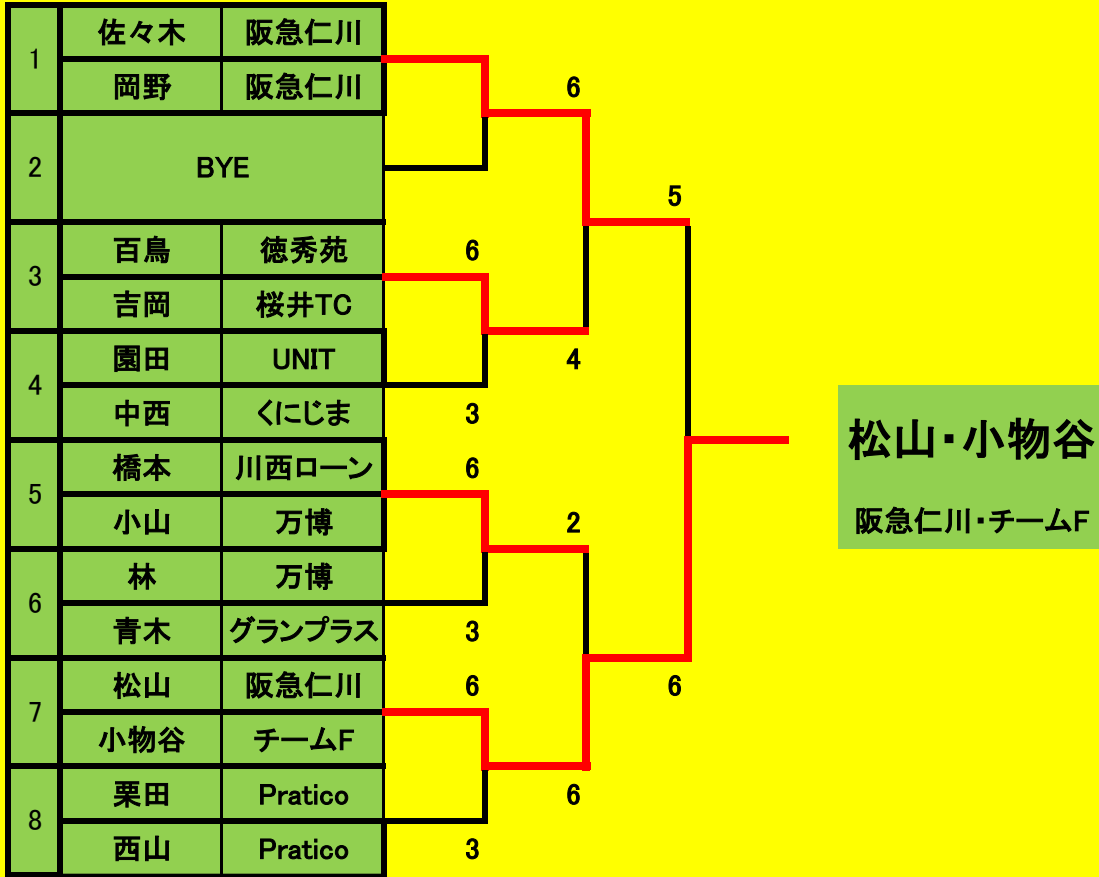 1
佐々木 阪急仁川
岡野 阪急仁川
6
2
BYE
5
3
百鳥 徳秀苑
6
吉岡 桜井TC
4
園田 UNIT
4
中西 くにじま
3
5
橋本 川西ローン
6
小山 万博
2
6
林 万博
青木 グランプラス
3
7
松山 阪急仁川
6
小物谷 チームF
6
8
栗田 Pratico
6
西山 Pratico
3
松山・小物谷
阪急仁川・チームF